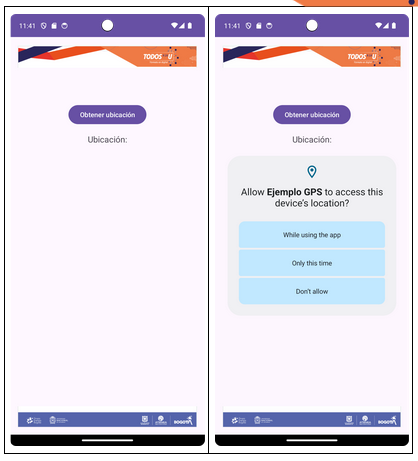 11:41
TODOS
Obtener ubicación
Ubicación:
11:41
TODOS
Obtener ubicación
Ubicación:
Allow Ejemplo GPS to access this
device's location?
While using the app
Only this time
Don't allow
BOGOTÁ
BOGOTÁ